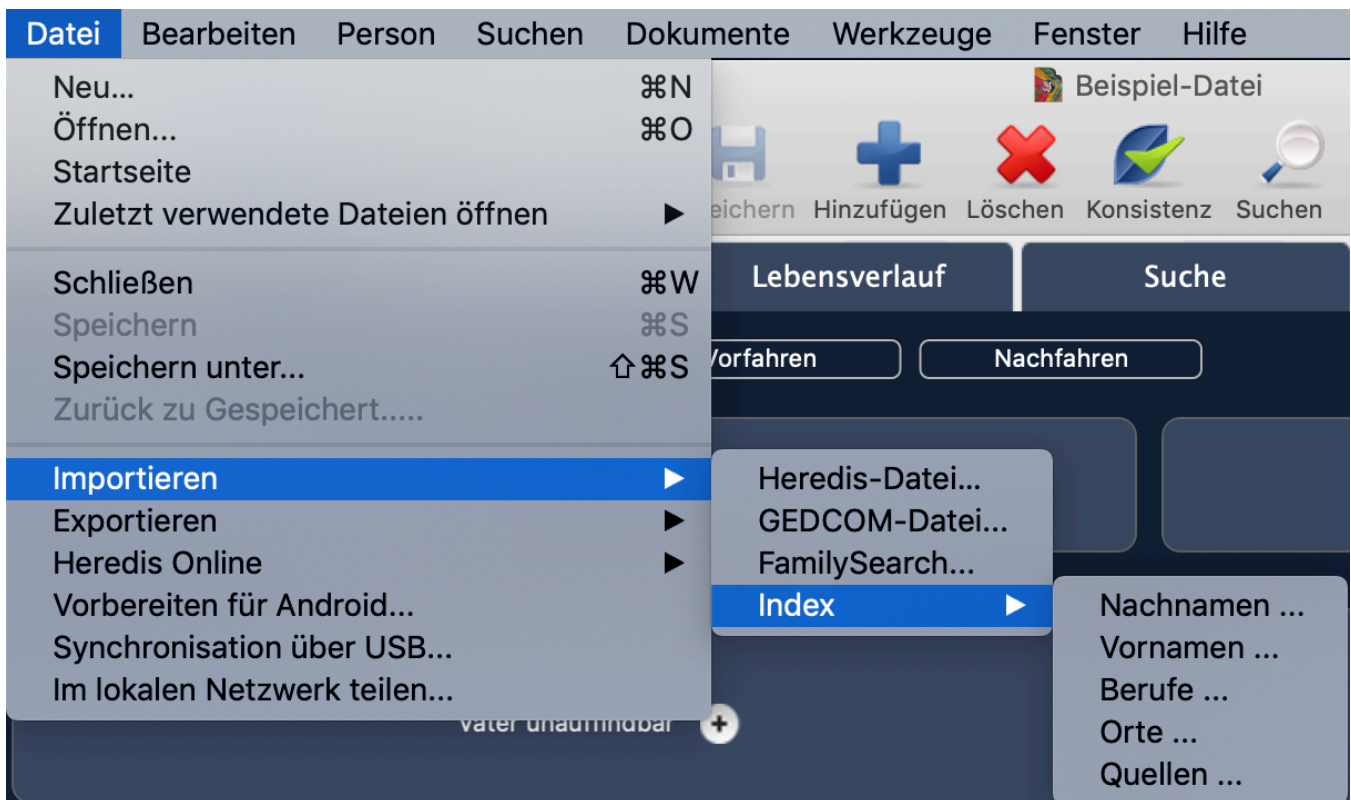 Datei Bearbeiten Person Suchen Dokumente Werkzeuge Fenster Hilfe
Beispiel-Datei
Hinzufügen Löschen Konsistenz Suchen
Lebensverlauf Suche
Nachfahren
Neu... ⌘N
Öffnen... ⌘O
Startseite
Zuletzt verwendete Dateien öffnen ▶
Schließen ⌘W
Speichern ⌘S
Speichern unter... ⇧⌘S
Zurück zu Gespeichert.....
Importieren ▶
Exportieren ▶
Heredis Online ▶
Vorbereiten für Android...
Synchronisation über USB...
Im lokalen Netzwerk teilen...
Heredis-Datei...
GEDCOM-Datei...
FamilySearch...
Index ▶
Nachnamen ...
Vornamen ...
Berufe ...
Orte ...
Quellen ...
Vater unauffindbar